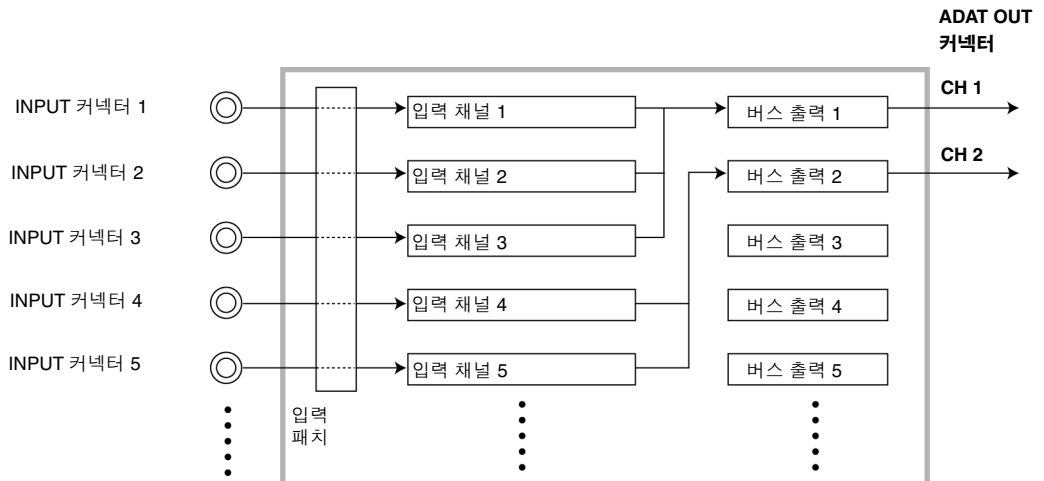 ADAT OUT
커넥터
INPUT 커넥터 1
입력 채널 1
버스 출력 1
CH 1
INPUT 커넥터 2
입력 채널 2
버스 출력 2
CH 2
INPUT 커넥터 3
입력 채널 3
버스 출력 3
INPUT 커넥터 4
입력 채널 4
버스 출력 4
INPUT 커넥터 5
입력 채널 5
버스 출력 5
입력
패치